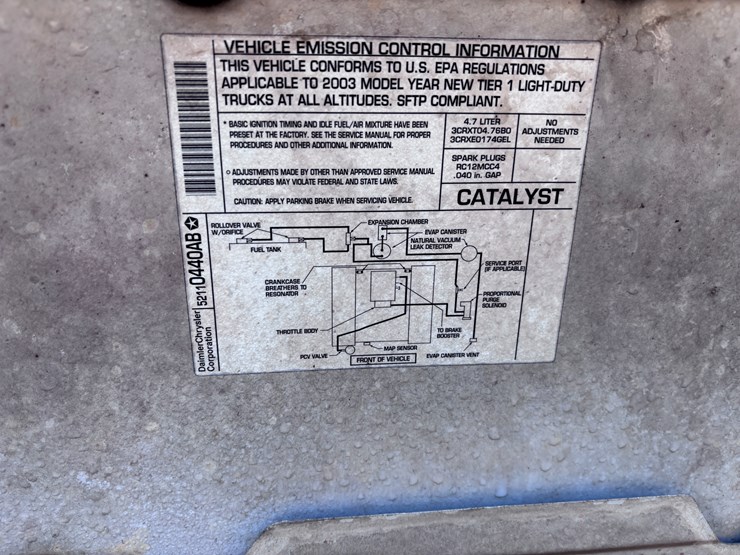 VEHICLE EMISSION CONTROL INFORMATION
THIS VEHICLE CONFORMS TO U.S. EPA REGULATIONS
APPLICABLE TO 2003 MODEL YEAR NEW TIER 1 LIGHT-DUTY
TRUCKS AT ALL ALTITUDES. SFTP COMPLIANT.
* BASIC IGNITION TIMING AND IDLE FUEL/AIR MIXTURE HAVE BEEN
PRESET AT THE FACTORY. SEE THE SERVICE MANUAL FOR PROPER
PROCEDURES AND OTHER ADDITIONAL INFORMATION.
o ADJUSTMENTS MADE BY OTHER THAN APPROVED SERVICE MANUAL
PROCEDURES MAY VIOLATE FEDERAL AND STATE LAWS.
CAUTION: APPLY PARKING BRAKE WHEN SERVICING VEHICLE.
4.7 LITER
3CRXT04.76B0
3CRXE0174GEL
NO
ADJUSTMENTS
NEEDED
SPARK PLUGS
RC12MCC4
.040 in. GAP
CATALYST
DaimlerChrysler
Corporation
52110440AB
ROLLOVER VALVE
W/ORIFICE
FUEL TANK
EXPANSION CHAMBER
EVAP CANISTER
NATURAL VACUUM
LEAK DETECTOR
SERVICE PORT
(IF APPLICABLE)
CRANKCASE
BREATHERS TO
RESONATOR
PROPORTIONAL
PURGE
SOLENOID
THROTTLE BODY
TO BRAKE
BOOSTER
MAP SENSOR
PCV VALVE
FRONT OF VEHICLE
EVAP CANISTER VENT